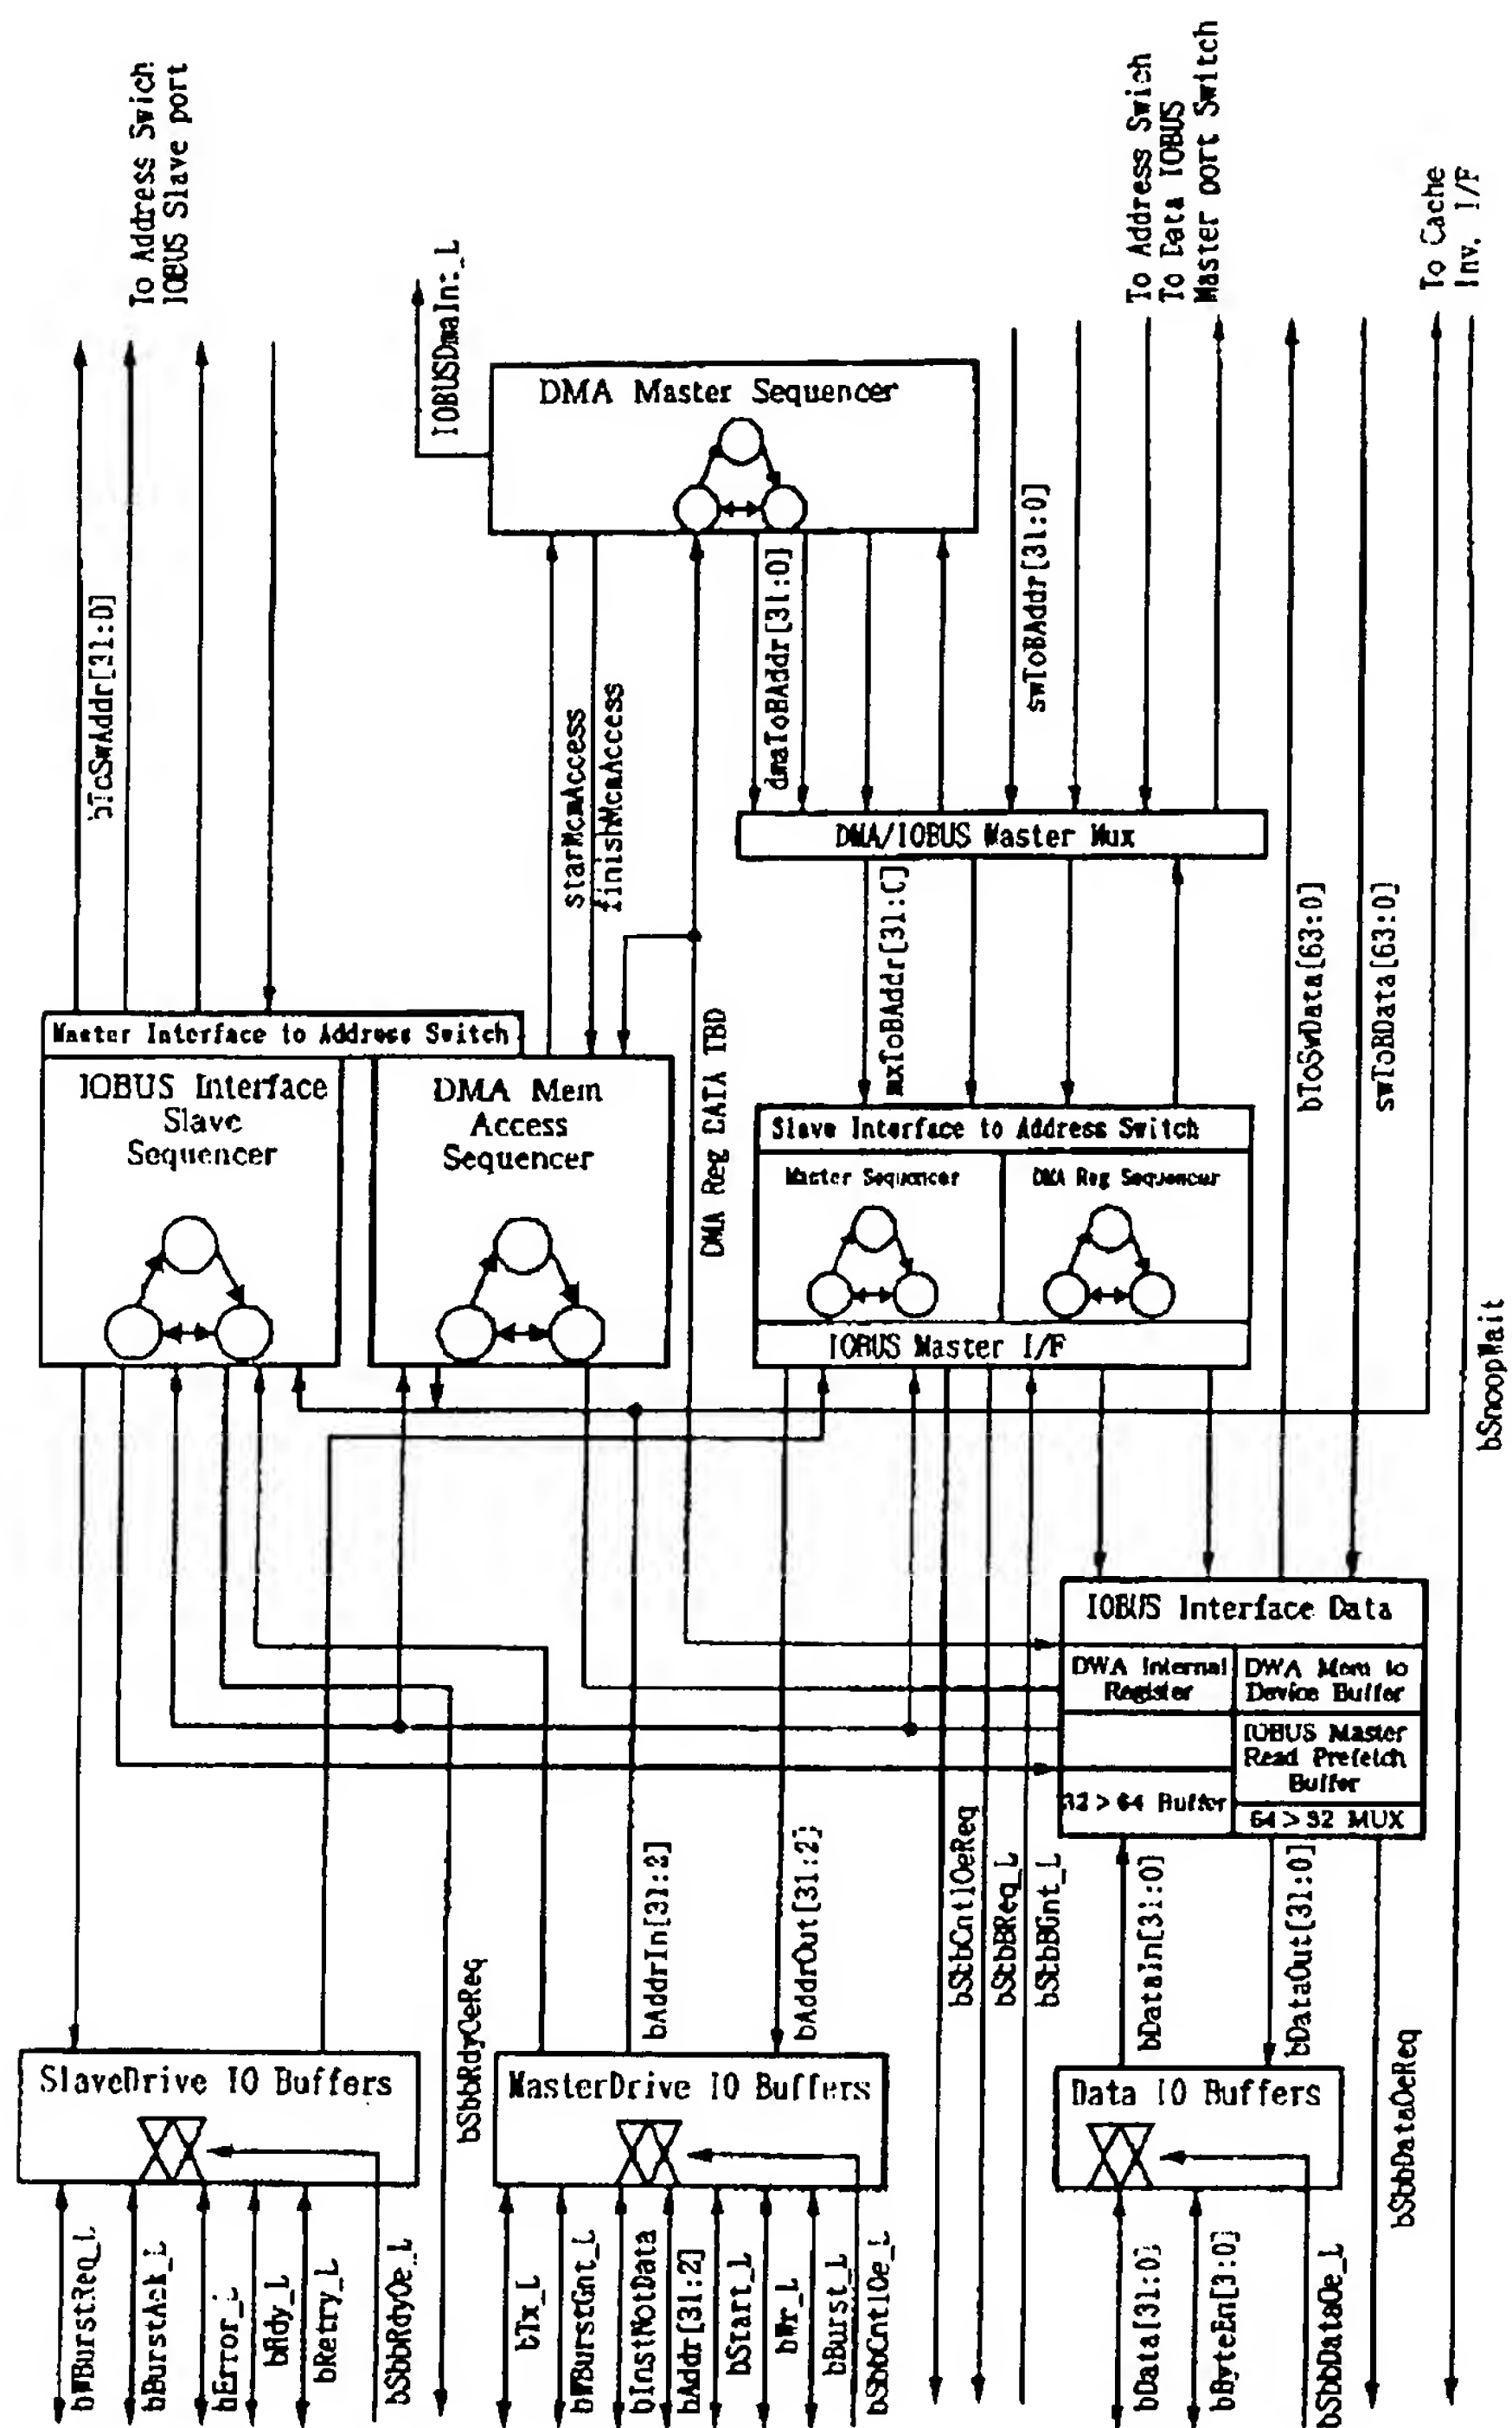 To Address Swich
IOBUS Slave port
IOBUSDmaInt_L
To Address Swich
To Data IOBUS
Master port Switch
To Cache
Inv. I/F
DMA Master Sequencer
bToSwAddr[31:0]
starMcmAccess
finishMcmAccess
dmaToBAddr[31:0]
swToBAddr[31:0]
DMA/IOBUS Master Mux
mxToBAddr[31:C]
bToSwData[63:0]
swToBData[63:0]
Master Interface to Address Switch
IOBUS Interface
Slave
Sequencer
DMA Mem
Access
Sequencer
DMA Reg DATA TBD
Slave Interface to Address Switch
Master Sequencer
DMA Reg Sequencer
IOBUS Master I/F
bSnoopWait
IOBUS Interface Data
DWA Internal
Register
DWA Mem to
Device Buffer
IOBUS Master
Read Prefetch
Buffer
32 > 64 Buffer
64 > 32 MUX
bSbbRdyOeReq
bAddrIn[31:2]
bAddrOut[31:2]
bStbCntlOeReq
bStbBReq_L
bStbBGnt_L
bDataIn[31:0]
bDataOut[31:0]
bSbbDataOeReq
SlaveDrive IO Buffers
MasterDrive IO Buffers
Data IO Buffers
bWBurstReq_L
bBurstAck_L
bError_L
bRdy_L
bRetry_L
bSbbRdyOe_L
bTx_L
bWBurstGnt_L
bInstNotData
bAddr[31:2]
bStart_L
bWr_L
bBurst_L
bSbbCntlOe_L
bData[31:0]
bByteEn[3:0]
bSbbDataOe_L